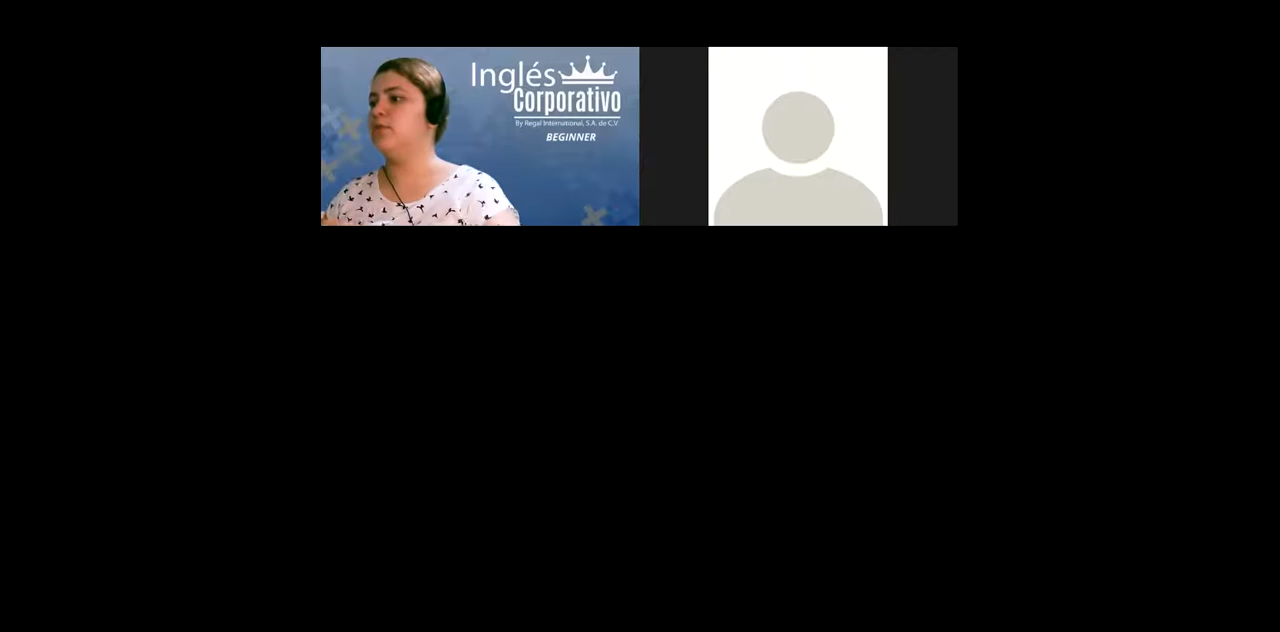 Inglés
Corporativo
By Regal International, S.A. de C.V.
BEGINNER